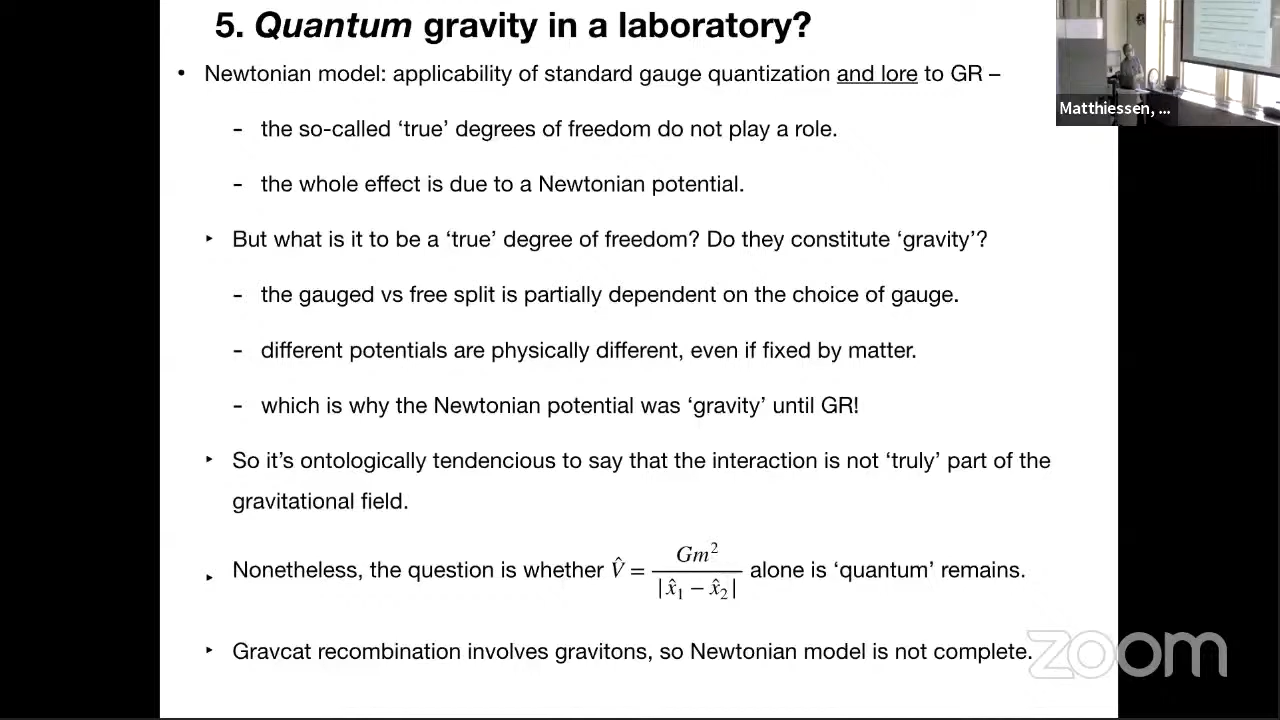 5. Quantum gravity in a laboratory?
• Newtonian model: applicability of standard gauge quantization and lore to GR –
- the so-called ‘true’ degrees of freedom do not play a role.
- the whole effect is due to a Newtonian potential.
‣ But what is it to be a ‘true’ degree of freedom? Do they constitute ‘gravity’?
- the gauged vs free split is partially dependent on the choice of gauge.
- different potentials are physically different, even if fixed by matter.
- which is why the Newtonian potential was ‘gravity’ until GR!
‣ So it’s ontologically tendencious to say that the interaction is not ‘truly’ part of the
gravitational field.
‣ Nonetheless, the question is whether V̂ = Gm² / |x̂₁ − x̂₂| alone is ‘quantum’ remains.
‣ Gravcat recombination involves gravitons, so Newtonian model is not complete.
Matthiessen, ...
zoom